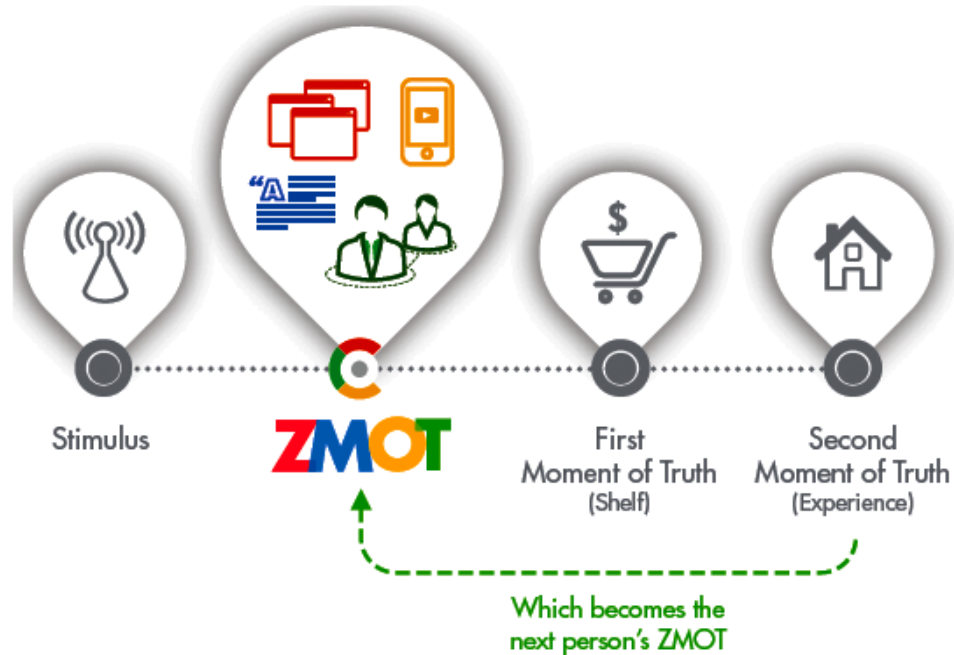 “A
$
Stimulus
ZMOT
First
Moment of Truth
(Shelf)
Second
Moment of Truth
(Experience)
Which becomes the
next person's ZMOT